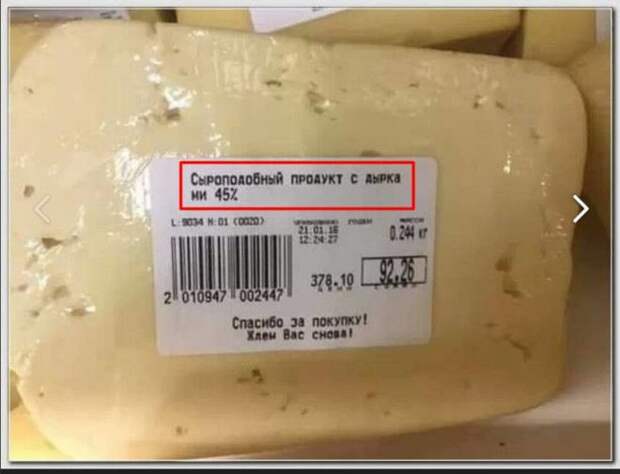 Сыроподобный продукт с дырка
ми 45%
L:9034 M:01 (0020)
МАССА
21.01.16
12:24:27
0.244 кг
378.10
92.26
2 010947 002447
Спасибо за покупку!
Ждем Вас снова!